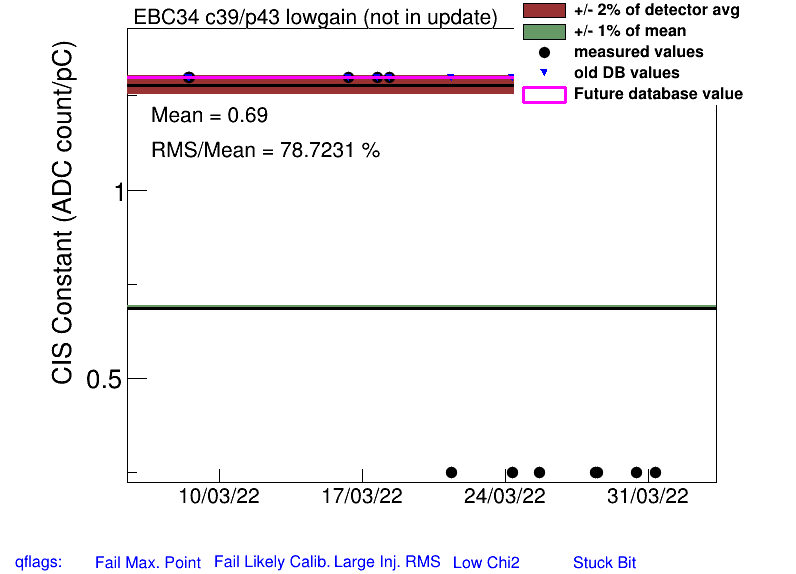 EBC34 c39/p43 lowgain (not in update)
+/- 2% of detector avg
+/- 1% of mean
measured values
old DB values
Future database value
Mean = 0.69
RMS/Mean = 78.7231 %
CIS Constant (ADC count/pC)
1
0.5
10/03/22 17/03/22 24/03/22 31/03/22
qflags: Fail Max. Point Fail Likely Calib. Large Inj. RMS Low Chi2 Stuck Bit